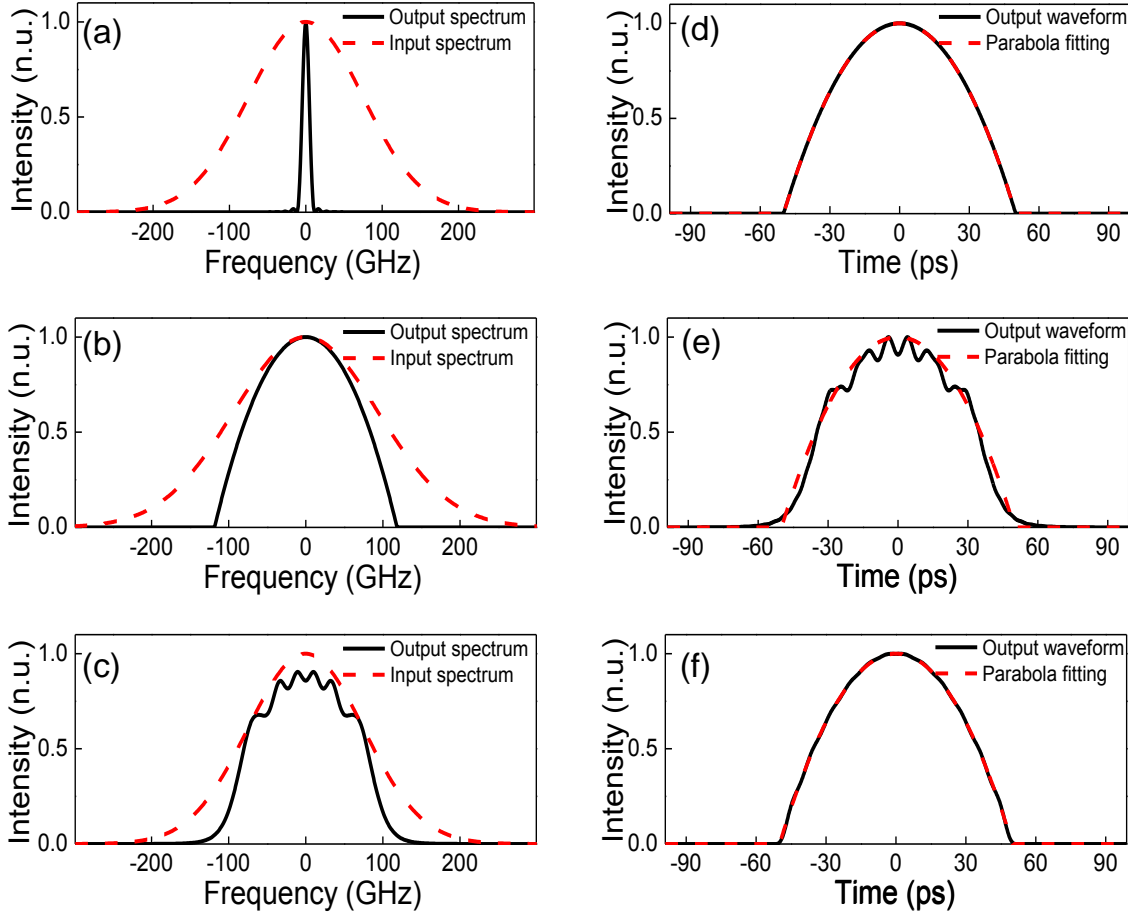 (a)
Output spectrum
Input spectrum
Intensity (n.u.)
1.0
0.5
0.0
-200 -100 0 100 200
Frequency (GHz)
(d)
Output waveform
Parabola fitting
Intensity (n.u.)
1.0
0.5
0.0
-90 -60 -30 0 30 60 90
Time (ps)
(b)
Output spectrum
Input spectrum
Intensity (n.u.)
1.0
0.5
0.0
-200 -100 0 100 200
Frequency (GHz)
(e)
Output waveform
Parabola fitting
Intensity (n.u.)
1.0
0.5
0.0
-90 -60 -30 0 30 60 90
Time (ps)
(c)
Output spectrum
Input spectrum
Intensity (n.u.)
1.0
0.5
0.0
-200 -100 0 100 200
Frequency (GHz)
(f)
Output waveform
Parabola fitting
Intensity (n.u.)
1.0
0.5
0.0
-90 -60 -30 0 30 60 90
Time (ps)